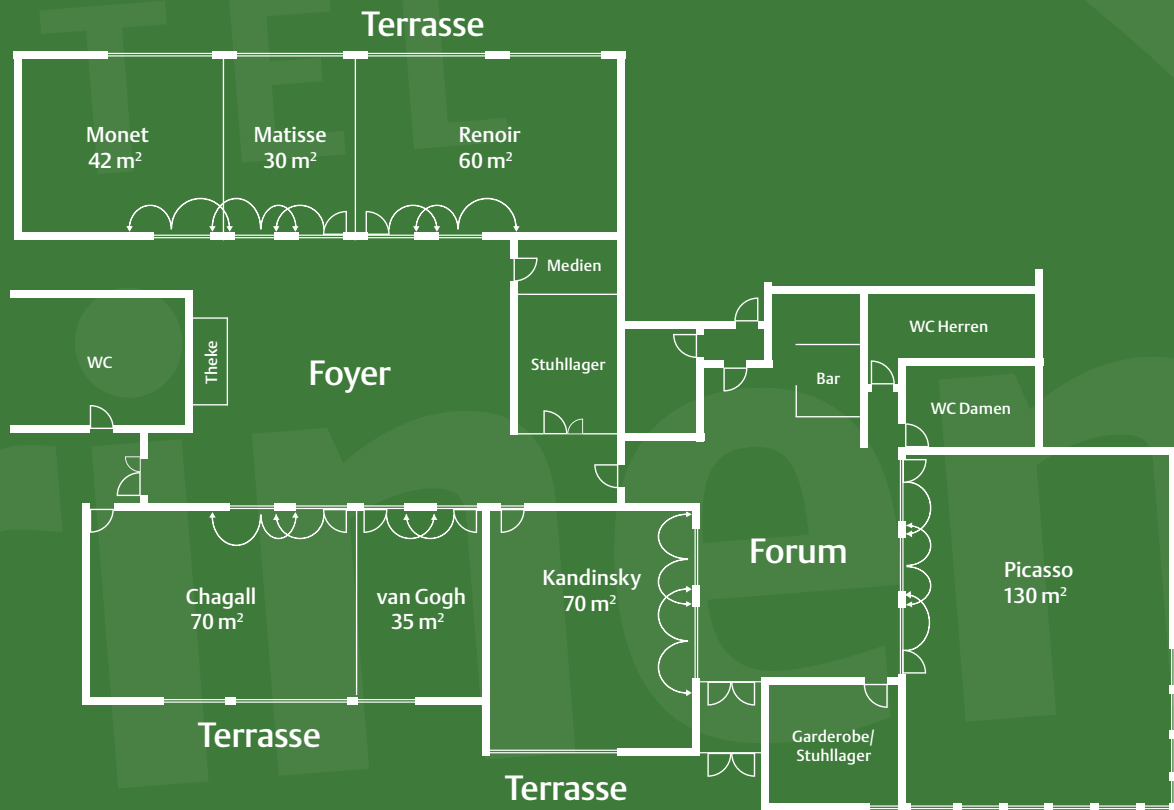 Terrasse
Monet
42 m²
Matisse
30 m²
Renoir
60 m²
Medien
WC
Theke
Foyer
Stuhllager
WC Herren
Bar
WC Damen
Chagall
70 m²
van Gogh
35 m²
Kandinsky
70 m²
Forum
Picasso
130 m²
Terrasse
Garderobe/
Stuhllager
Terrasse